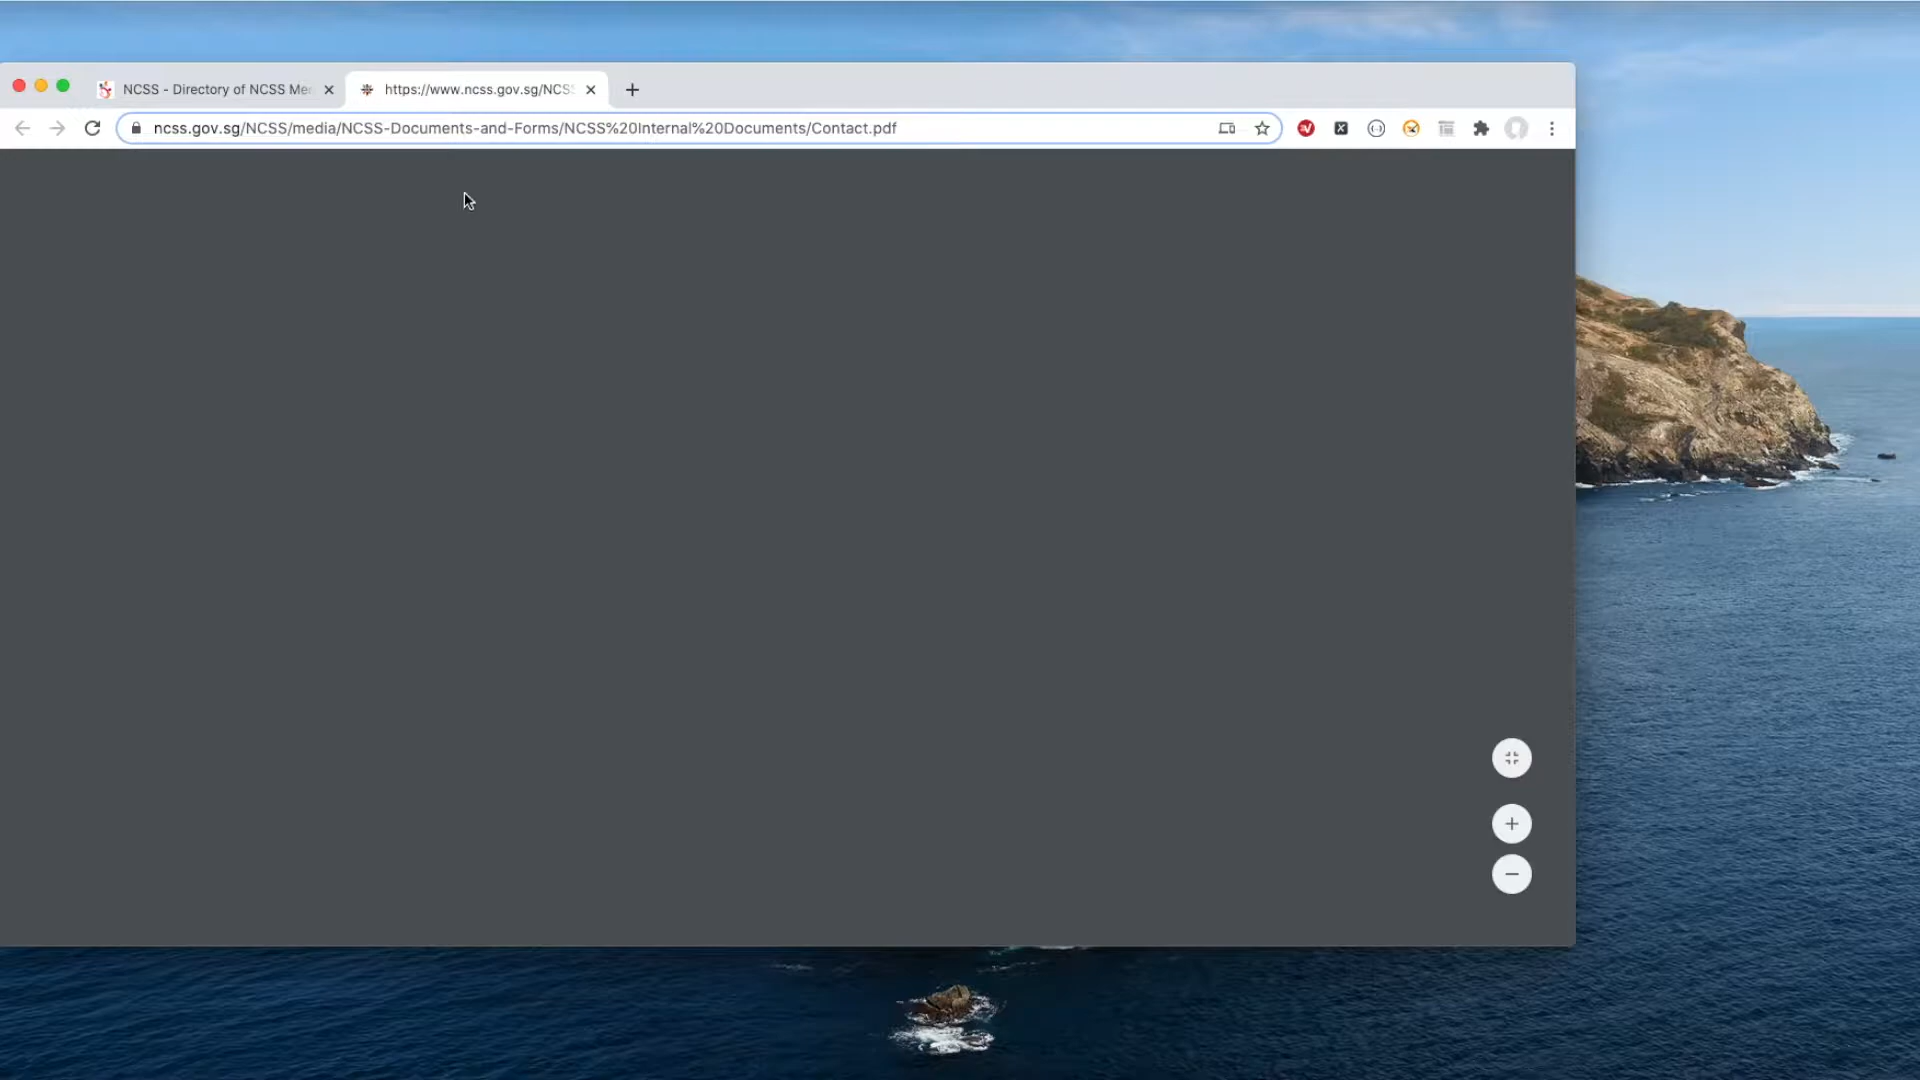 NCSS - Directory of NCSS Me
https://www.ncss.gov.sg/NCS
ncss.gov.sg/NCSS/media/NCSS-Documents-and-Forms/NCSS%20Internal%20Documents/Contact.pdf